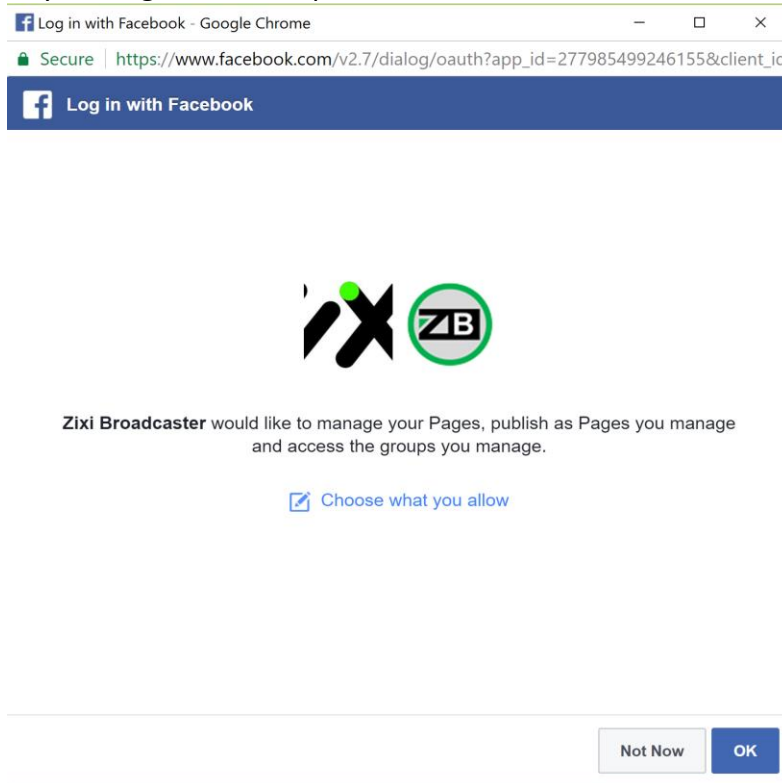 Log in with Facebook - Google Chrome
Secure | https://www.facebook.com/v2.7/dialog/oauth?app_id=277985499246155&client_id
Log in with Facebook
ZiB
Zixi Broadcaster would like to manage your Pages, publish as Pages you manage
and access the groups you manage.
Choose what you allow
Not Now
OK